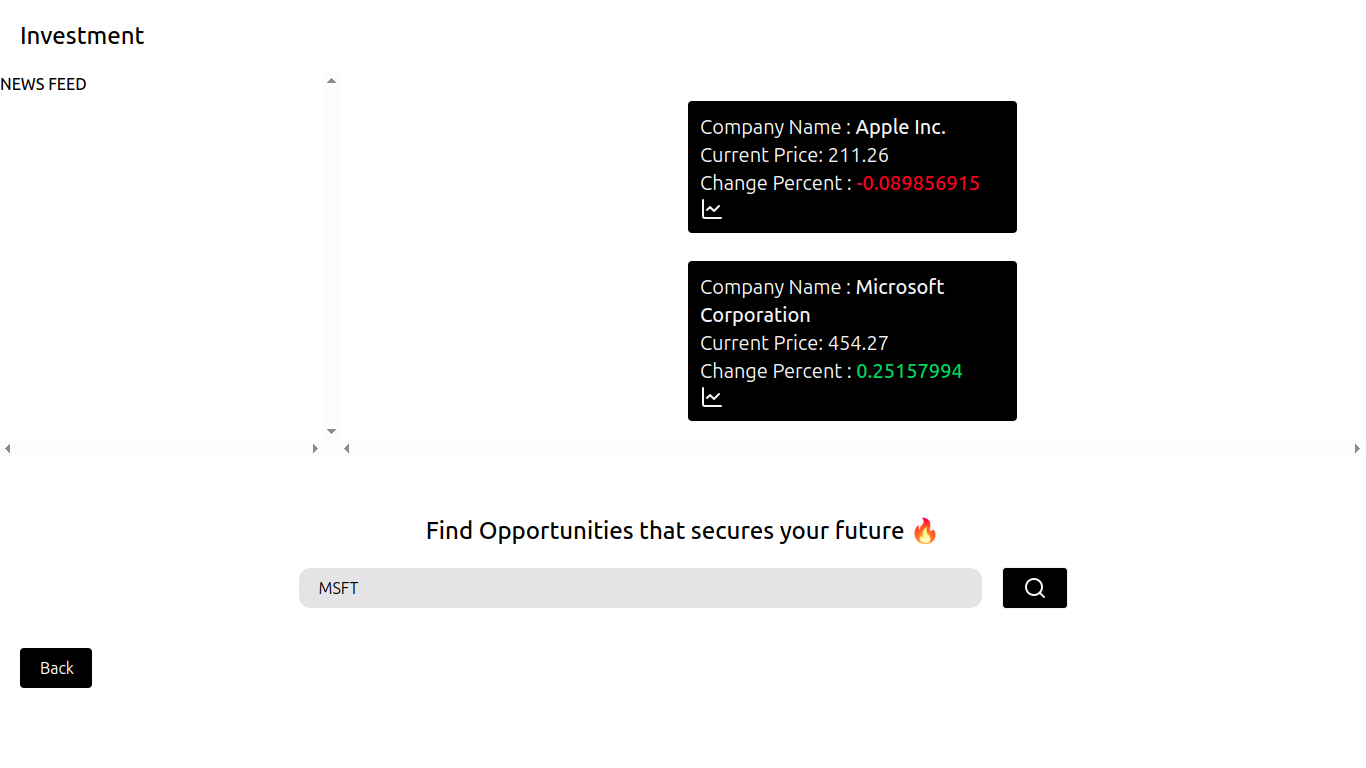 Investment
NEWS FEED
Company Name : Apple Inc.
Current Price: 211.26
Change Percent : -0.089856915
Company Name : Microsoft
Corporation
Current Price: 454.27
Change Percent : 0.25157994
Find Opportunities that secures your future 🔥
MSFT
Back